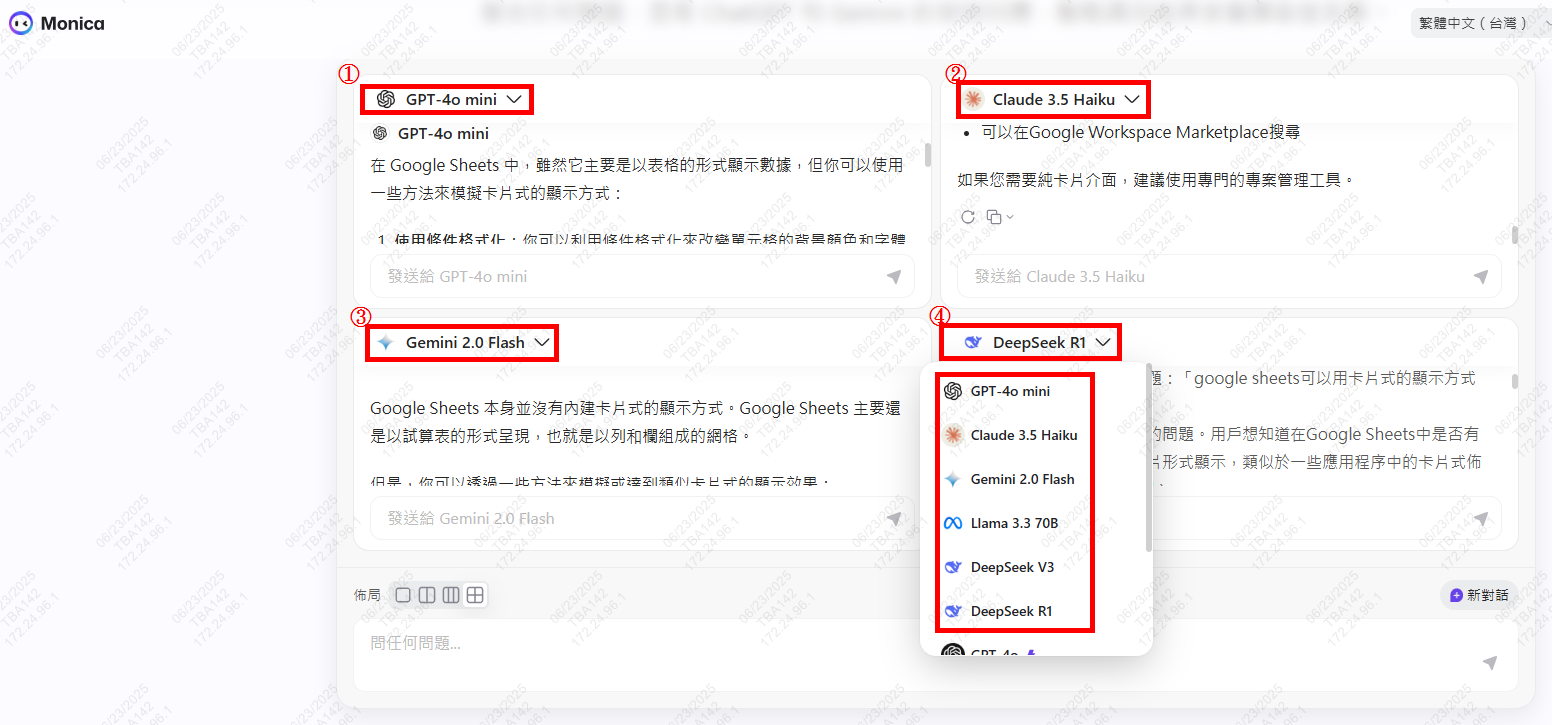 Monica
繁體中文（台灣）
①
GPT-4o mini
GPT-4o mini
在 Google Sheets 中，雖然它主要是以表格的形式顯示數據，但你可以使用
一些方法來模擬卡片式的顯示方式：
1. 使用條件格式化：你可以利用條件格式化來改變單元格的背景顏色和字體
發送給 GPT-4o mini
②
Claude 3.5 Haiku
• 可以在Google Workspace Marketplace搜尋
如果您需要純卡片介面，建議使用專門的專案管理工具。
發送給 Claude 3.5 Haiku
③
Gemini 2.0 Flash
Google Sheets 本身並沒有內建卡片式的顯示方式。Google Sheets 主要還
是以試算表的形式呈現，也就是以列和欄組成的網格。
但是，你可以透過一些方法來模擬或達到類似卡片式的顯示效果：
發送給 Gemini 2.0 Flash
④
DeepSeek R1
題：「google sheets可以用卡片式的顯示方式
的問題。用戶想知道在Google Sheets中是否有
片形式顯示，類似於一些應用程序中的卡片式佈
GPT-4o mini
Claude 3.5 Haiku
Gemini 2.0 Flash
Llama 3.3 70B
DeepSeek V3
DeepSeek R1
GPT-4o
佈局
新對話
問任何問題...
06/23/2025
TBA142
172.24.96.1